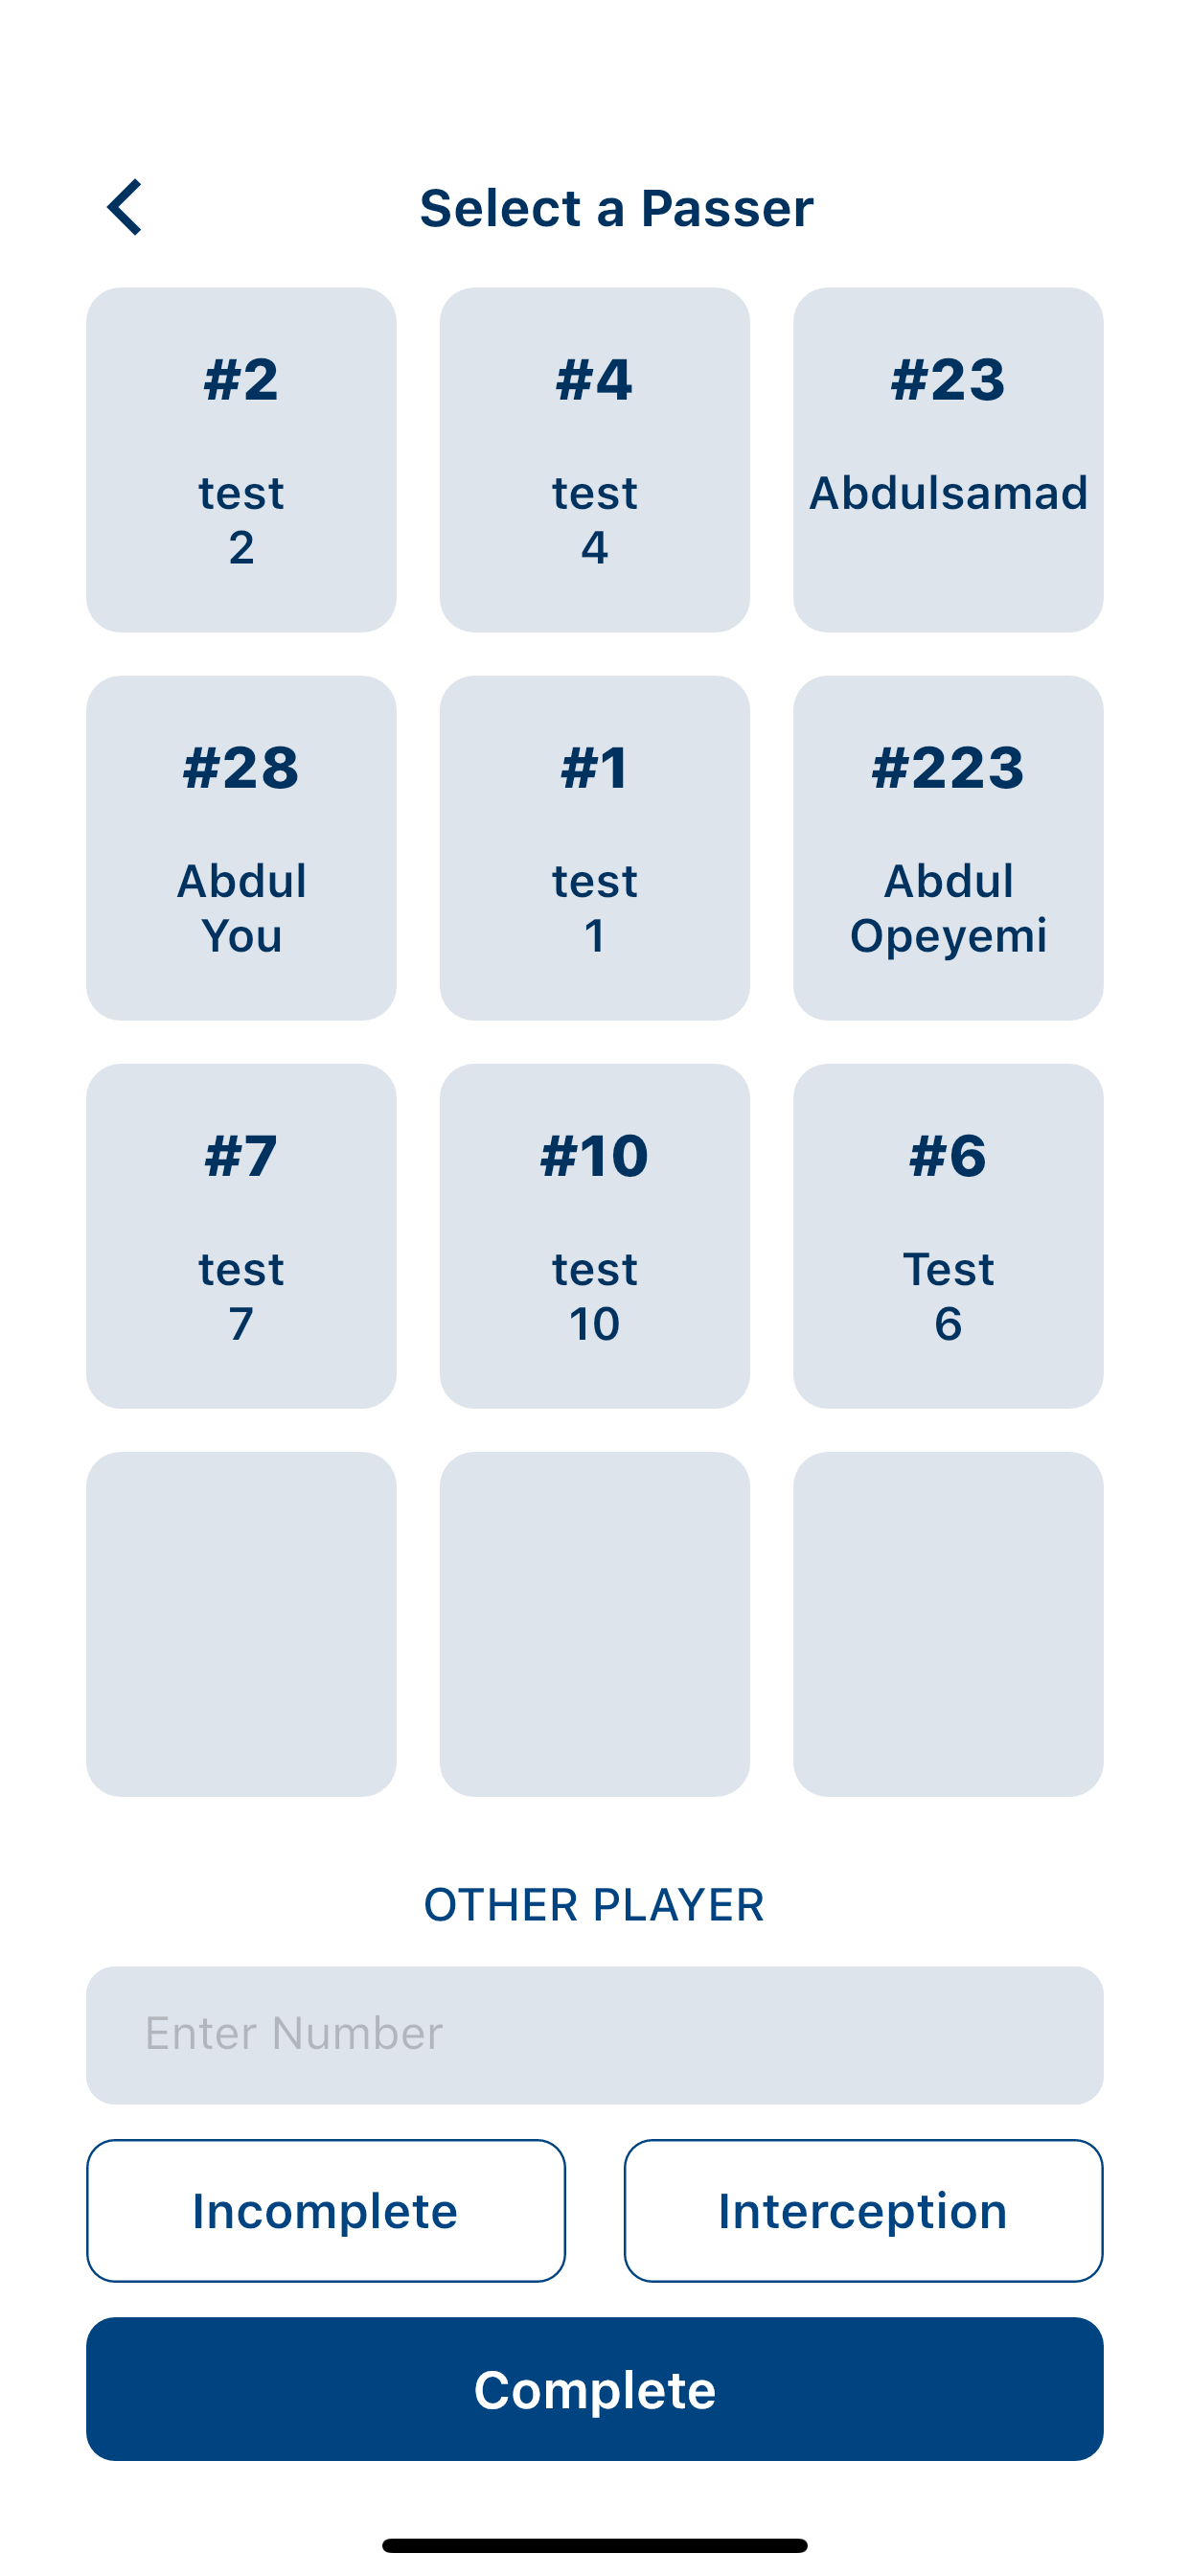 Select a Passer
#2
test
2
#4
test
4
#23
Abdulsamad
#28
Abdul
You
#1
test
1
#223
Abdul
Opeyemi
#7
test
7
#10
test
10
#6
Test
6
OTHER PLAYER
Enter Number
Incomplete
Interception
Complete